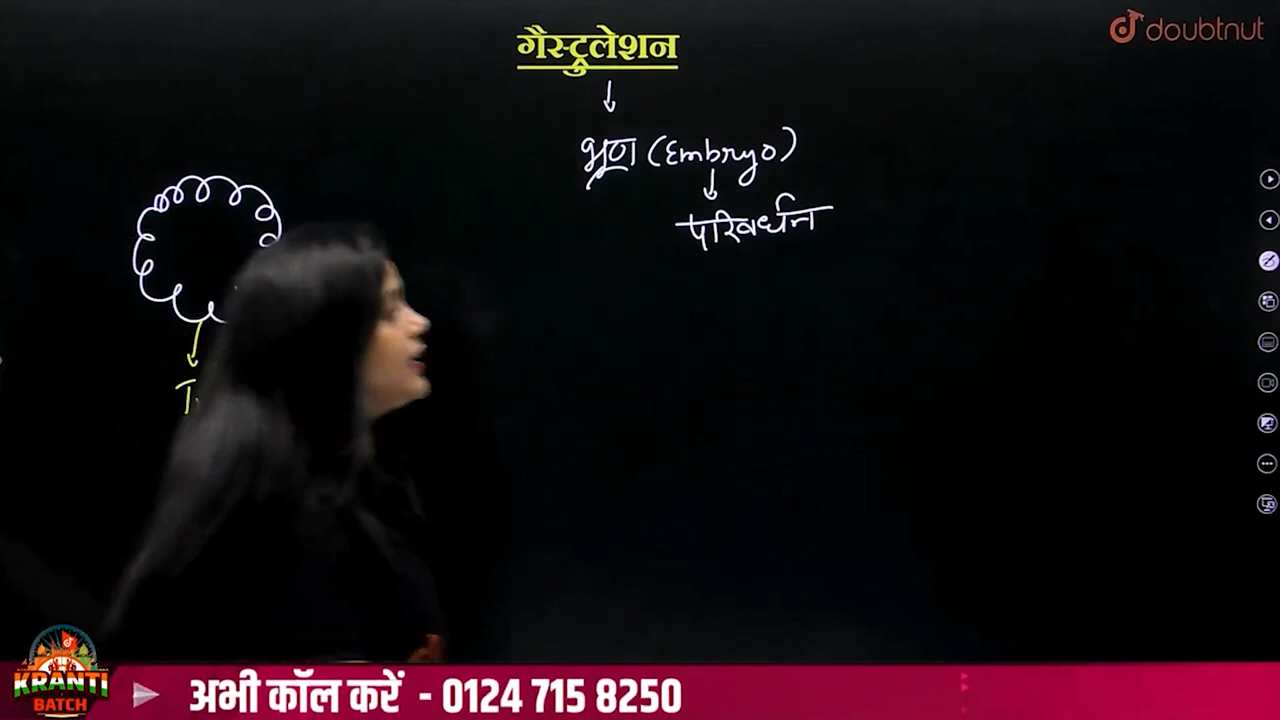 गैस्ट्रुलेशन
doubtnut
भ्रूण (Embryo)
परिवर्धन
KRANTI
BATCH
अभी कॉल करें - 0124 715 8250